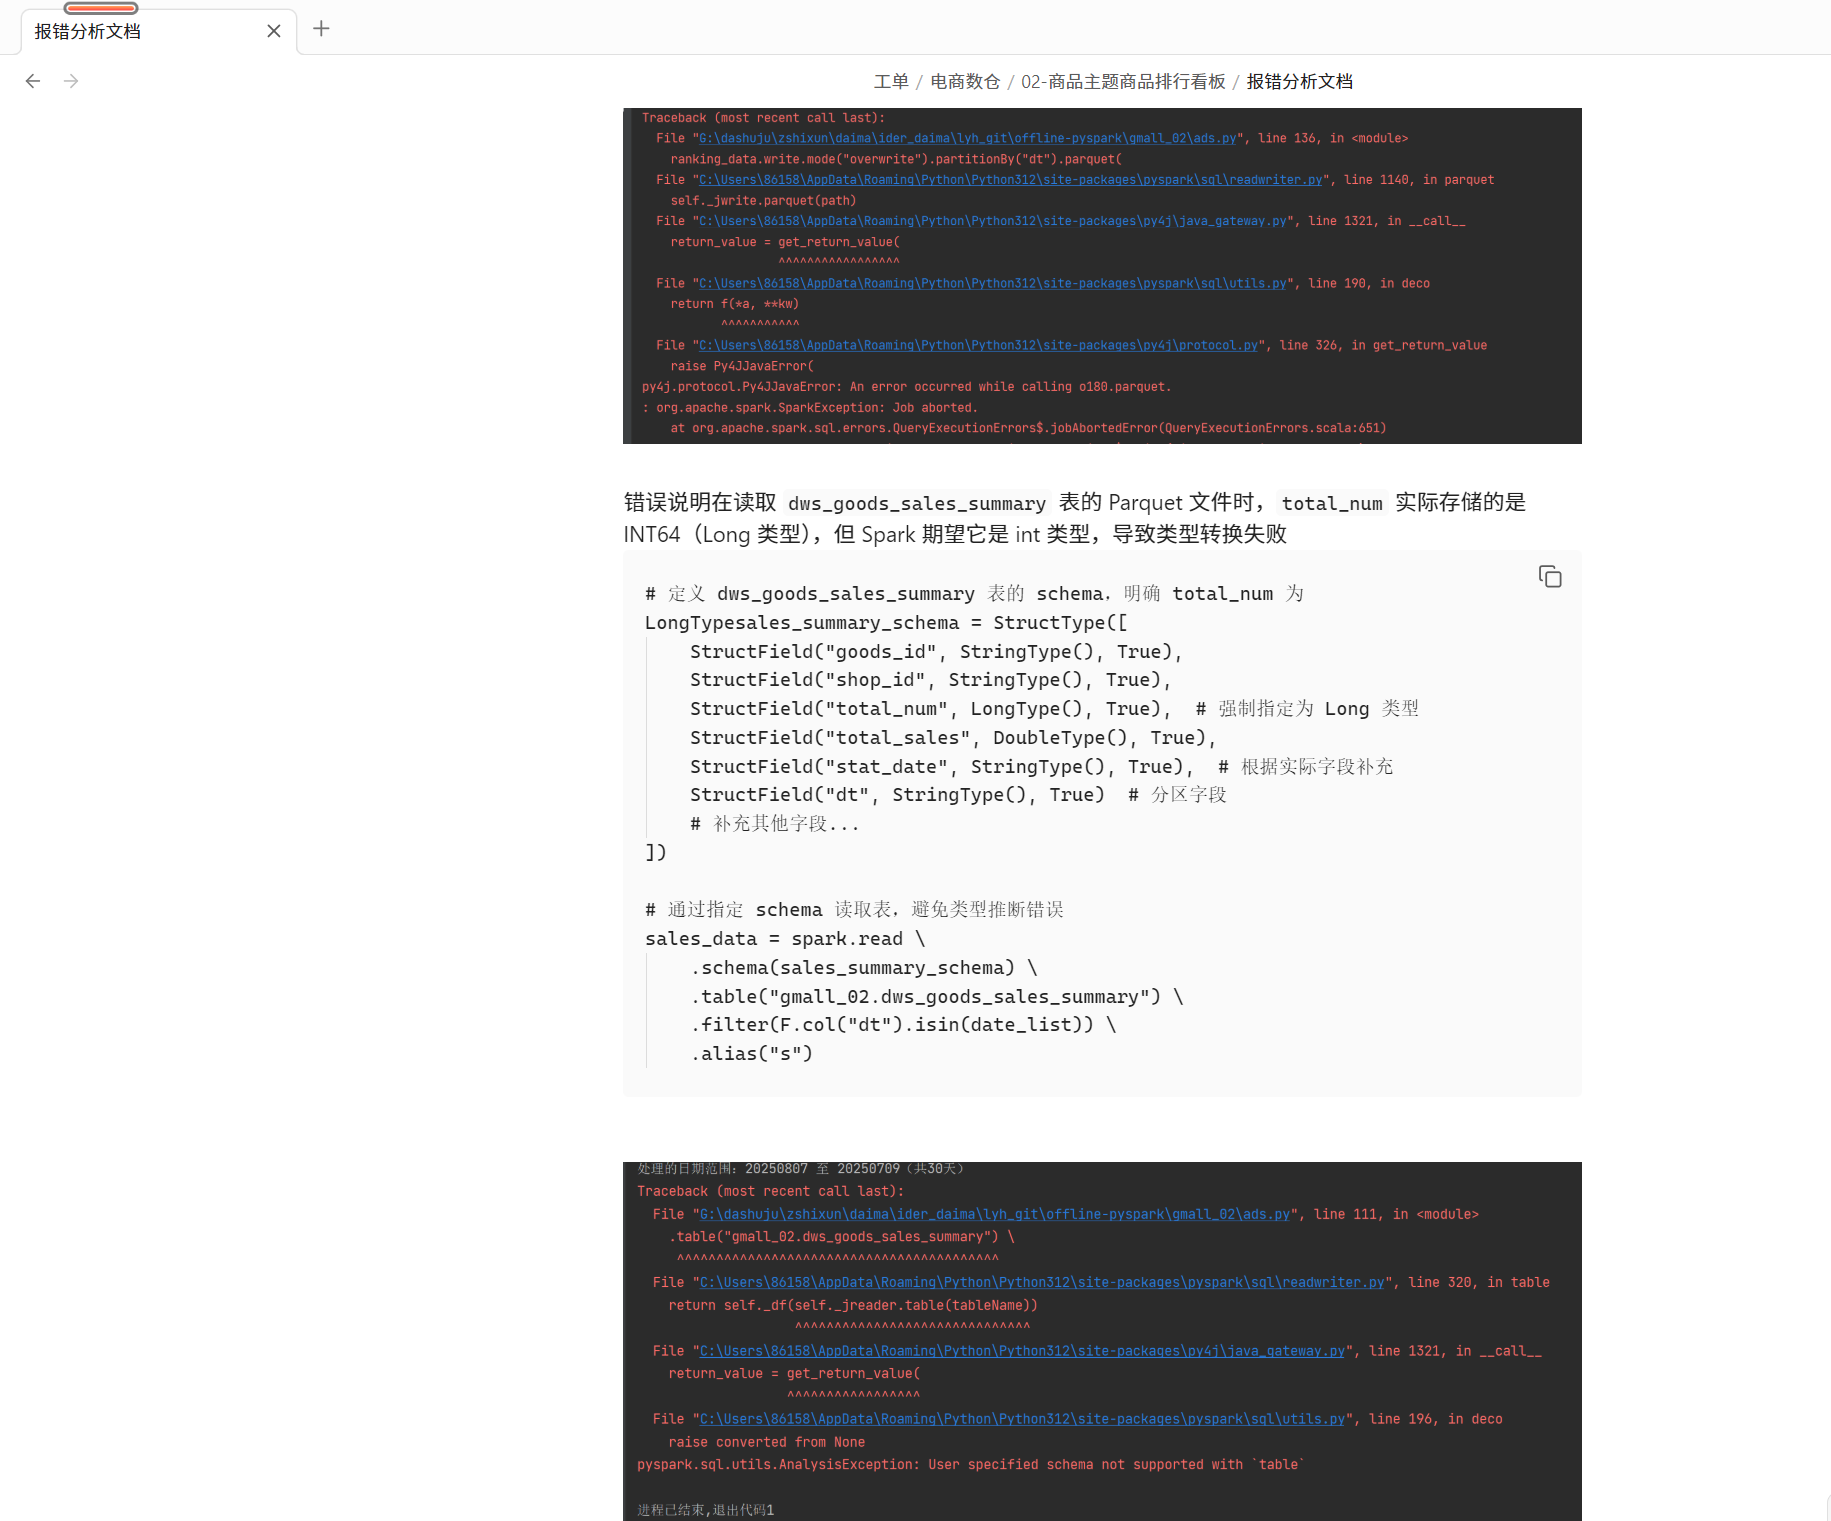 报错分析文档
工单 / 电商数仓 / 02-商品主题商品排行看板 / 报错分析文档
Traceback (most recent call last):
  File "G:\dashuju\zshixun\daima\ider_daima\lyh_git\offline-pyspark\gmall_02\ads.py", line 136, in <module>
    ranking_data.write.mode("overwrite").partitionBy("dt").parquet(
  File "C:\Users\86158\AppData\Roaming\Python\Python312\site-packages\pyspark\sql\readwriter.py", line 1140, in parquet
    self._jwrite.parquet(path)
  File "C:\Users\86158\AppData\Roaming\Python\Python312\site-packages\py4j\java_gateway.py", line 1321, in __call__
    return_value = get_return_value(
                   ^^^^^^^^^^^^^^^^^
  File "C:\Users\86158\AppData\Roaming\Python\Python312\site-packages\pyspark\sql\utils.py", line 190, in deco
    return f(*a, **kw)
           ^^^^^^^^^^^
  File "C:\Users\86158\AppData\Roaming\Python\Python312\site-packages\py4j\protocol.py", line 326, in get_return_value
    raise Py4JJavaError(
py4j.protocol.Py4JJavaError: An error occurred while calling o180.parquet.
: org.apache.spark.SparkException: Job aborted.
    at org.apache.spark.sql.errors.QueryExecutionErrors$.jobAbortedError(QueryExecutionErrors.scala:651)
错误说明在读取 dws_goods_sales_summary 表的 Parquet 文件时，total_num 实际存储的是
INT64（Long 类型），但 Spark 期望它是 int 类型，导致类型转换失败
# 定义 dws_goods_sales_summary 表的 schema，明确 total_num 为
LongTypesales_summary_schema = StructType([
    StructField("goods_id", StringType(), True),
    StructField("shop_id", StringType(), True),
    StructField("total_num", LongType(), True),  # 强制指定为 Long 类型
    StructField("total_sales", DoubleType(), True),
    StructField("stat_date", StringType(), True),  # 根据实际字段补充
    StructField("dt", StringType(), True)  # 分区字段
    # 补充其他字段...
])
# 通过指定 schema 读取表，避免类型推断错误
sales_data = spark.read \
    .schema(sales_summary_schema) \
    .table("gmall_02.dws_goods_sales_summary") \
    .filter(F.col("dt").isin(date_list)) \
    .alias("s")
处理的日期范围：20250807 至 20250709（共30天）
Traceback (most recent call last):
  File "G:\dashuju\zshixun\daima\ider_daima\lyh_git\offline-pyspark\gmall_02\ads.py", line 111, in <module>
    .table("gmall_02.dws_goods_sales_summary") \
     ^^^^^^^^^^^^^^^^^^^^^^^^^^^^^^^^^^^^^^^^^
  File "C:\Users\86158\AppData\Roaming\Python\Python312\site-packages\pyspark\sql\readwriter.py", line 320, in table
    return self._df(self._jreader.table(tableName))
                    ^^^^^^^^^^^^^^^^^^^^^^^^^^^^^^
  File "C:\Users\86158\AppData\Roaming\Python\Python312\site-packages\py4j\java_gateway.py", line 1321, in __call__
    return_value = get_return_value(
                   ^^^^^^^^^^^^^^^^^
  File "C:\Users\86158\AppData\Roaming\Python\Python312\site-packages\pyspark\sql\utils.py", line 196, in deco
    raise converted from None
pyspark.sql.utils.AnalysisException: User specified schema not supported with `table`
进程已结束,退出代码1